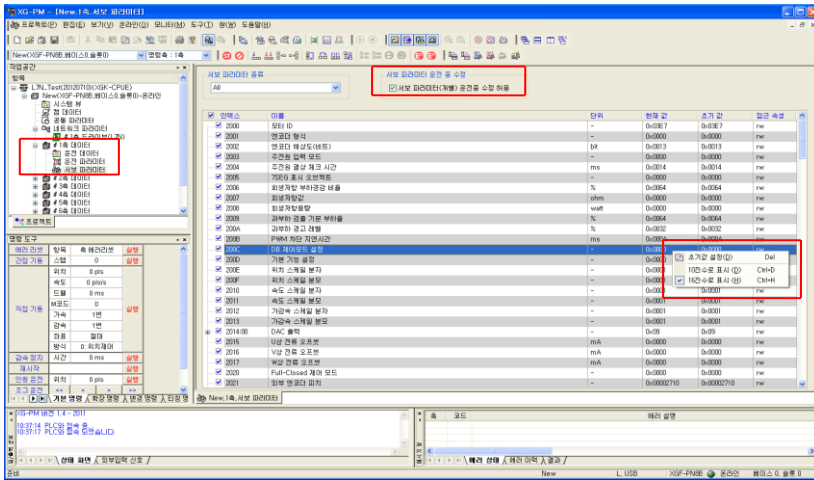 XG-PM - [New.1축.서보 파라미터]
프로젝트(P) 편집(E) 보기(V) 온라인(O) 모니터(M) 도구(T) 창(W) 도움말(H)
New(XGF-PN8B,베이스0,슬롯0) 명령축 : 1축
작업공간
항목
L7N_Test(20120710)(XGK-CPUE)
New(XGF-PN8B,베이스0,슬롯0)-온라인
시스템 뷰
접점 데이터
공통 파라미터
네트워크 파라미터
#1축 데이터
운전 데이터
운전 파라미터
서보 파라미터
#2축 데이터
#3축 데이터
#4축 데이터
#5축 데이터
#6축 데이터
프로젝트
명령 도구
에러 리셋 항목 축 에러리셋 실행
간접 기동 스텝 0 실행
직접 기동 위치 0 pls 실행
속도 0 pls/s
드웰 0 ms
M코드 0
가속 1번
감속 1번
좌표 절대
방식 0: 위치제어
감속 정지 시간 0 ms 실행
재시작 실행
인칭 운전 위치 0 pls 실행
조그 운전 << < > >>
기본 명령 확장 명령 변경 명령 티칭 명
서보 파라미터 종류
All
서보 파라미터 운전 중 수정
서보 파라미터(개별) 운전중 수정 허용
인덱스 이름 단위 현재 값 초기 값 접근 속성
2000 모터 ID - 0x03E7 0x03E7 rw
2001 엔코더 형식 - 0x0000 0x0000 rw
2002 엔코더 해상도(비트) bit 0x0013 0x0013 rw
2003 주전원 입력 모드 - 0x0000 0x0000 rw
2004 주전원 결상 체크 시간 ms 0x0014 0x0014 rw
2005 7SEG 표시 오브젝트 - 0x0000 0x0000 rw
2006 회생저항 부하경감 비율 % 0x0064 0x0064 rw
2007 회생저항값 ohm 0x0000 0x0000 rw
2008 회생저항용량 watt 0x0000 0x0000 rw
2009 과부하 검출 기본 부하율 % 0x0064 0x0064 rw
200A 과부하 경고 레벨 % 0x0032 0x0032 rw
200B PWM 차단 지연시간 ms 0x000A 0x000A rw
200C DB 제어모드 설정 - 0x0000 0x0000 rw
200D 기본 기능 설정
200E 위치 스케일 분자
200F 위치 스케일 분모
2010 속도 스케일 분자
2011 속도 스케일 분모 - 0x0001 0x0001 rw
2012 가감속 스케일 분자 - 0x0001 0x0001 rw
2013 가감속 스케일 분모 - 0x0001 0x0001 rw
2014:00 DAC 출력 - 0x09 0x09 rw
2015 U상 전류 오프셋 mA 0x0000 0x0000 rw
2016 V상 전류 오프셋 mA 0x0000 0x0000 rw
2017 W상 전류 오프셋 mA 0x0000 0x0000 rw
2020 Full-Closed 제어 모드 - 0x0000 0x0000 rw
2021 외부 엔코더 피치 - 0x00002710 0x00002710 rw
초기값 설정(D) Del
10진수로 표시 (D) Ctrl+D
16진수로 표시 (H) Ctrl+H
New,1축,서보 파라미터
XG-PM 버전 1.4 - 2011
10:37:14 PLC와 접속 중
10:37:17 PLC와 접속 되었습니다
상태 화면 외부입력 신호
축 코드 에러 설명
에러 상태 에러 이력 결과
준비 New L, USB XGF-PN8B 온라인 베이스 0, 슬롯 0